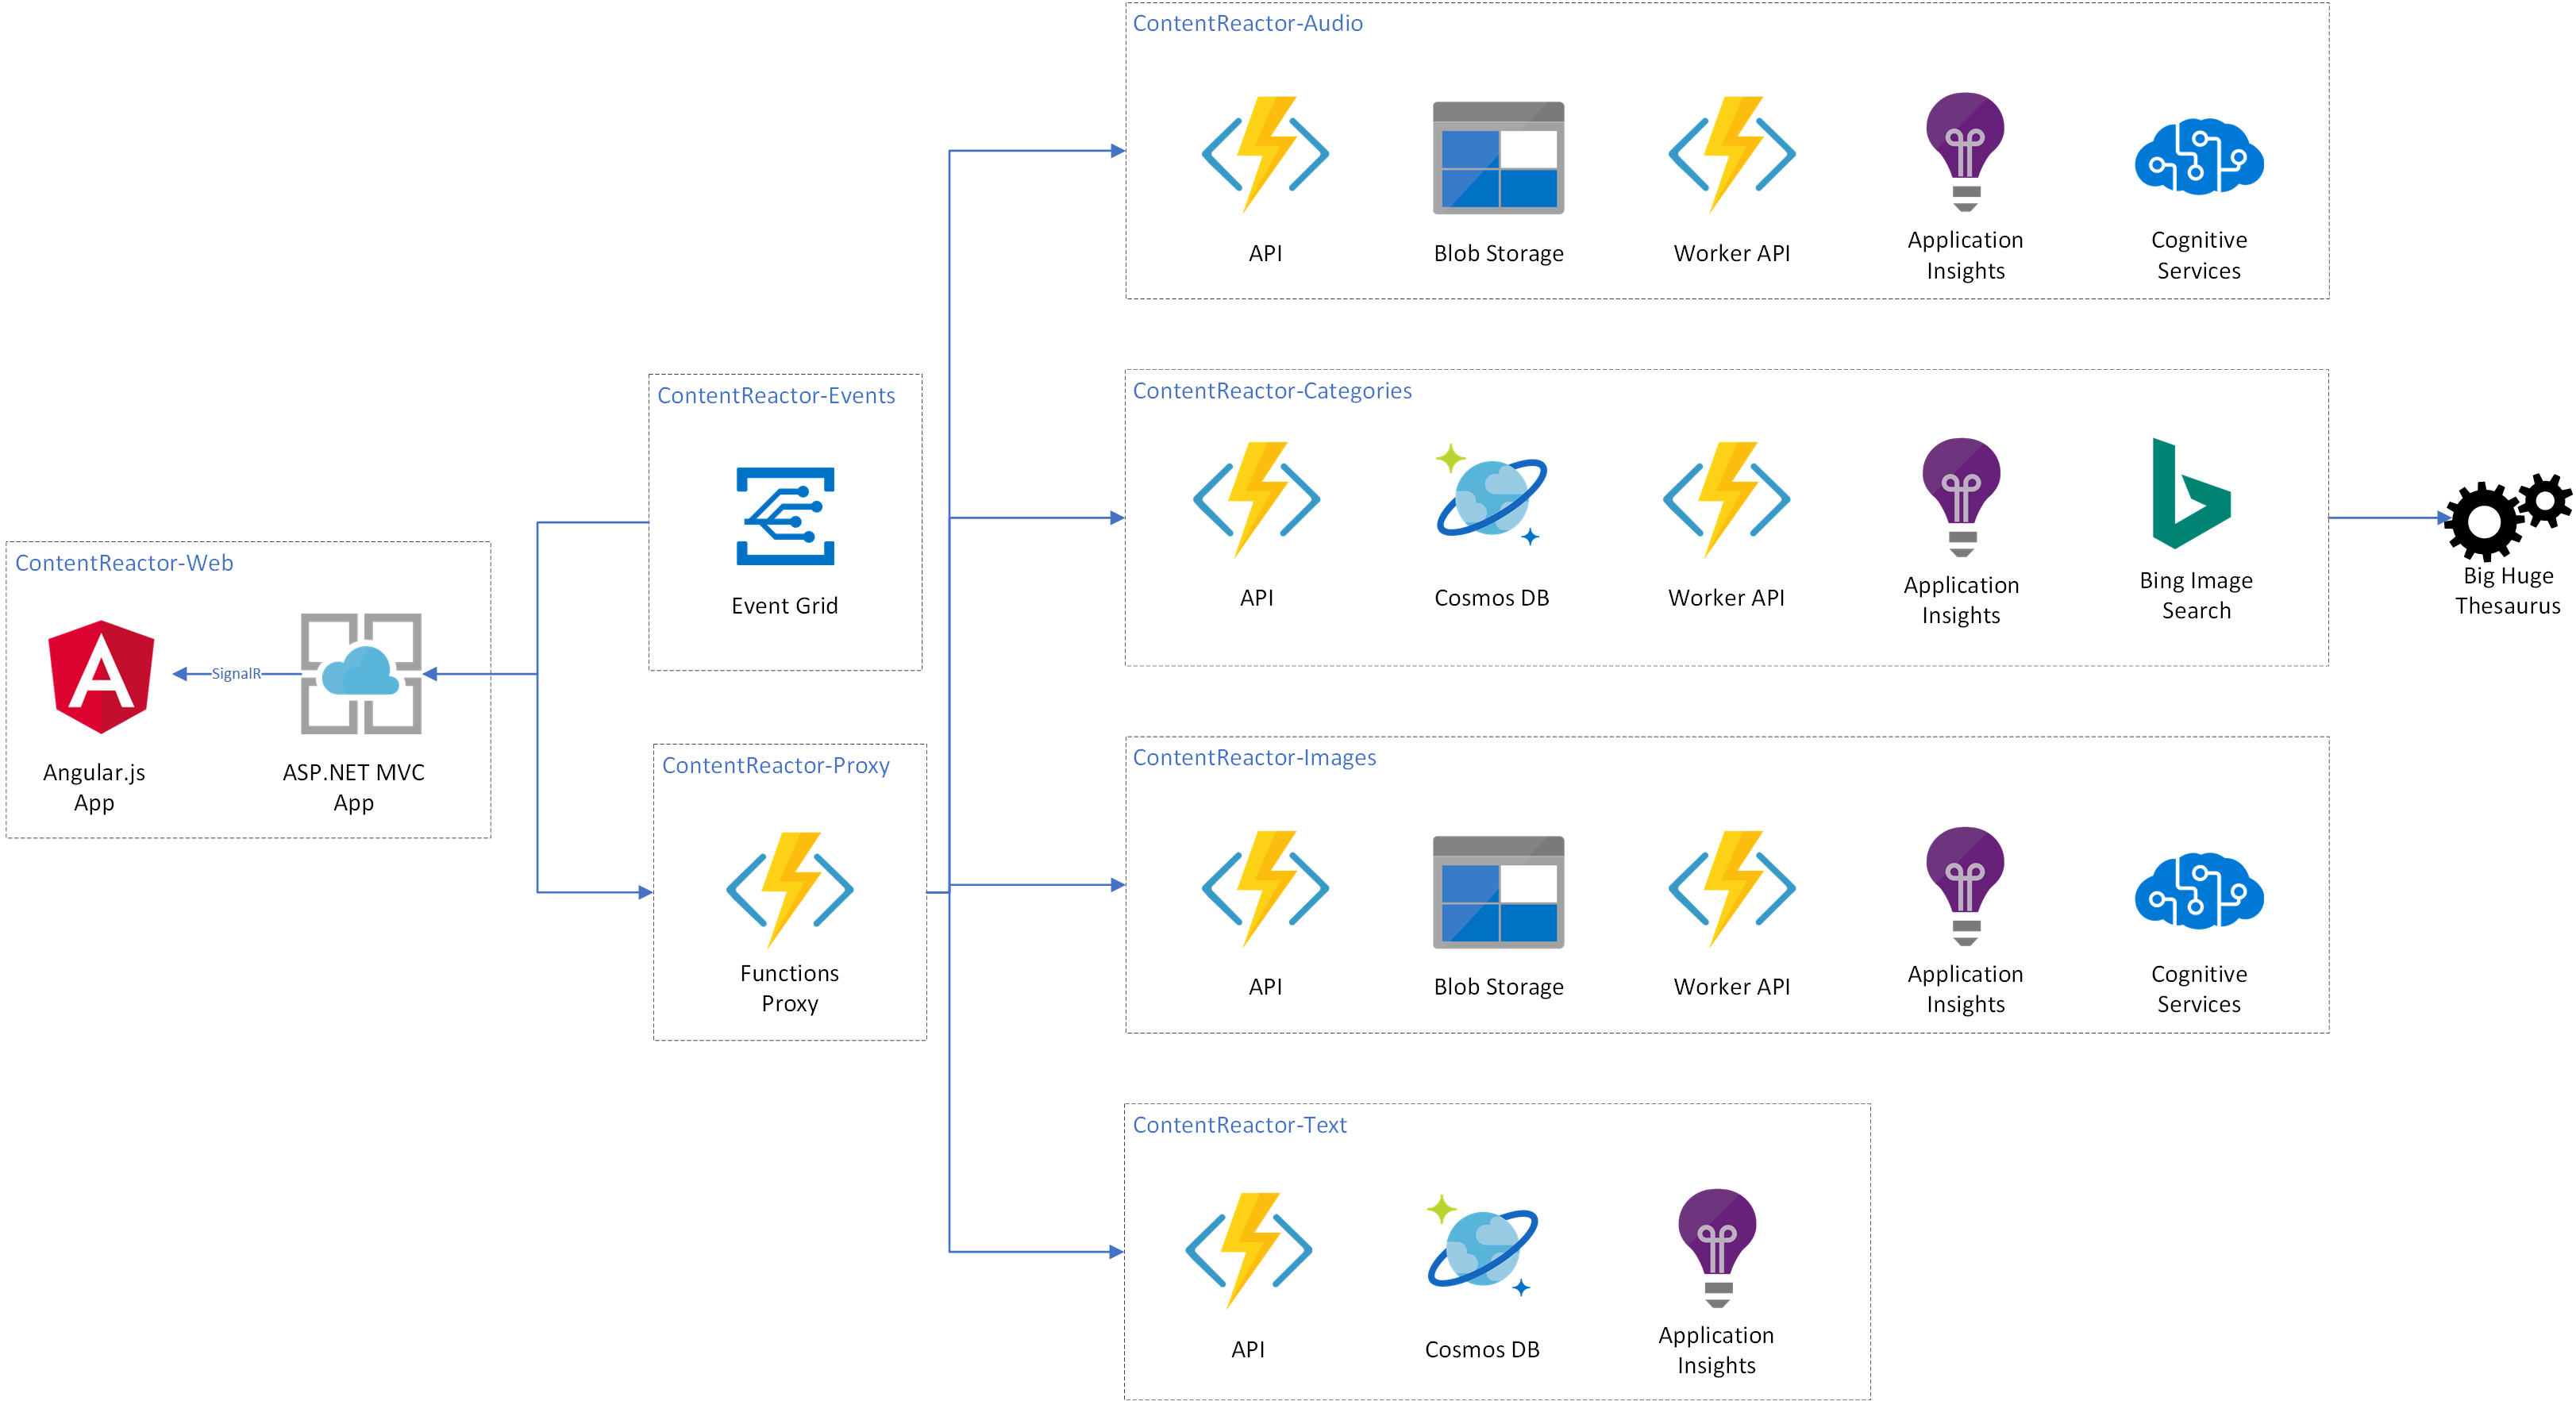 ContentReactor-Audio
API
Blob Storage
Worker API
Application
Insights
Cognitive
Services
ContentReactor-Events
Event Grid
ContentReactor-Categories
API
Cosmos DB
Worker API
Application
Insights
Bing Image
Search
Big Huge
Thesaurus
ContentReactor-Web
SignalR
Angular.js
App
ASP.NET MVC
App
ContentReactor-Proxy
Functions
Proxy
ContentReactor-Images
API
Blob Storage
Worker API
Application
Insights
Cognitive
Services
ContentReactor-Text
API
Cosmos DB
Application
Insights